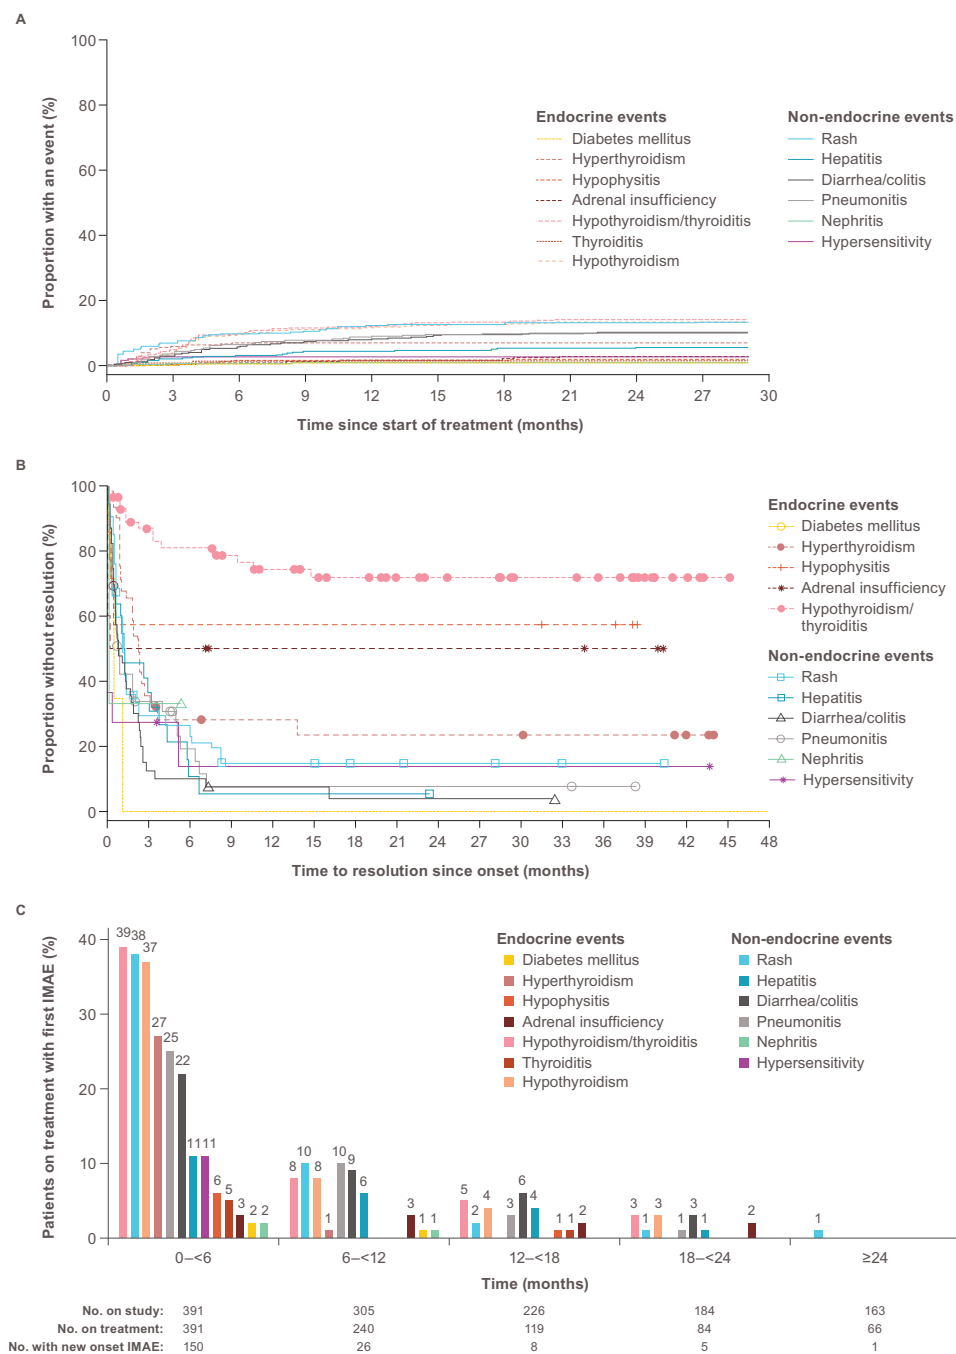 A
100
80
60
40
20
0
Proportion with an event (%)
0 3 6 9 12 15 18 21 24 27 30
Time since start of treatment (months)
Endocrine events
Diabetes mellitus
Hyperthyroidism
Hypophysitis
Adrenal insufficiency
Hypothyroidism/thyroiditis
Thyroiditis
Hypothyroidism
Non-endocrine events
Rash
Hepatitis
Diarrhea/colitis
Pneumonitis
Nephritis
Hypersensitivity
B
100
80
60
40
20
0
Proportion without resolution (%)
0 3 6 9 12 15 18 21 24 27 30 33 36 39 42 44 48
Time to resolution since onset (months)
Endocrine events
Diabetes mellitus
Hyperthyroidism
Hypophysitis
Adrenal insufficiency
Hypothyroidism/
thyroiditis
Non-endocrine events
Rash
Hepatitis
Diarrhea/colitis
Pneumonitis
Nephritis
Hypersensitivity
C
40
30
20
10
0
Patients on treatment with first IMAE (%)
39 38 37 27 25 22 11 11 6 5 3 2 2
8 10 8 1 10 9 6 3 1 1
5 2 4 3 6 4 1 1 2
3 1 3 1 3 1 2
1
0–<6 6–<12 12–<18 18–<24 ≥24
Time (months)
Endocrine events
Diabetes mellitus
Hyperthyroidism
Hypophysitis
Adrenal insufficiency
Hypothyroidism/thyroiditis
Thyroiditis
Hypothyroidism
Non-endocrine events
Rash
Hepatitis
Diarrhea/colitis
Pneumonitis
Nephritis
Hypersensitivity
No. on study: 391 305 226 184 163
No. on treatment: 391 240 119 84 66
No. with new onset IMAE: 150 26 8 5 1